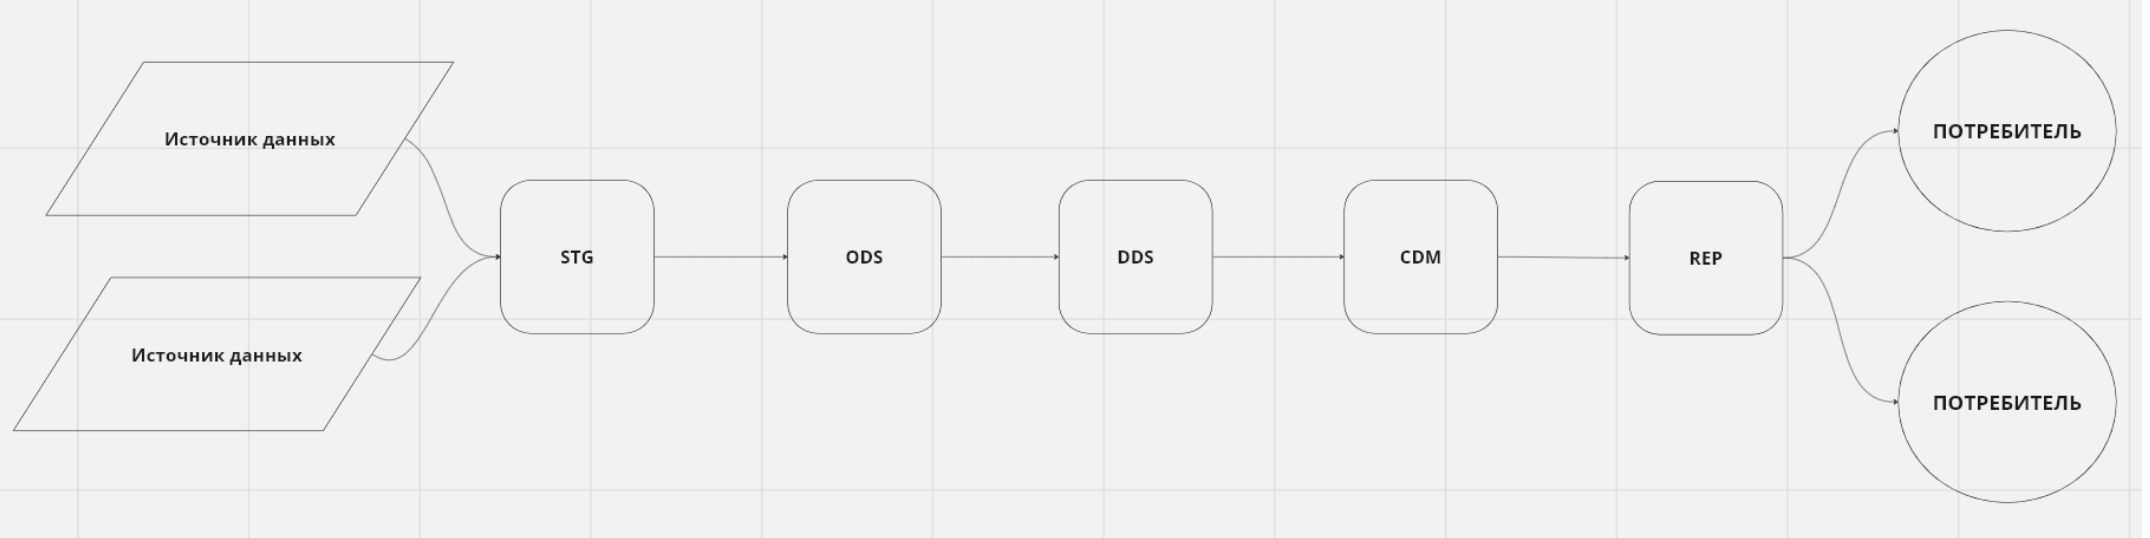 Источник данных
Источник данных
STG
ODS
DDS
CDM
REP
ПОТРЕБИТЕЛЬ
ПОТРЕБИТЕЛЬ